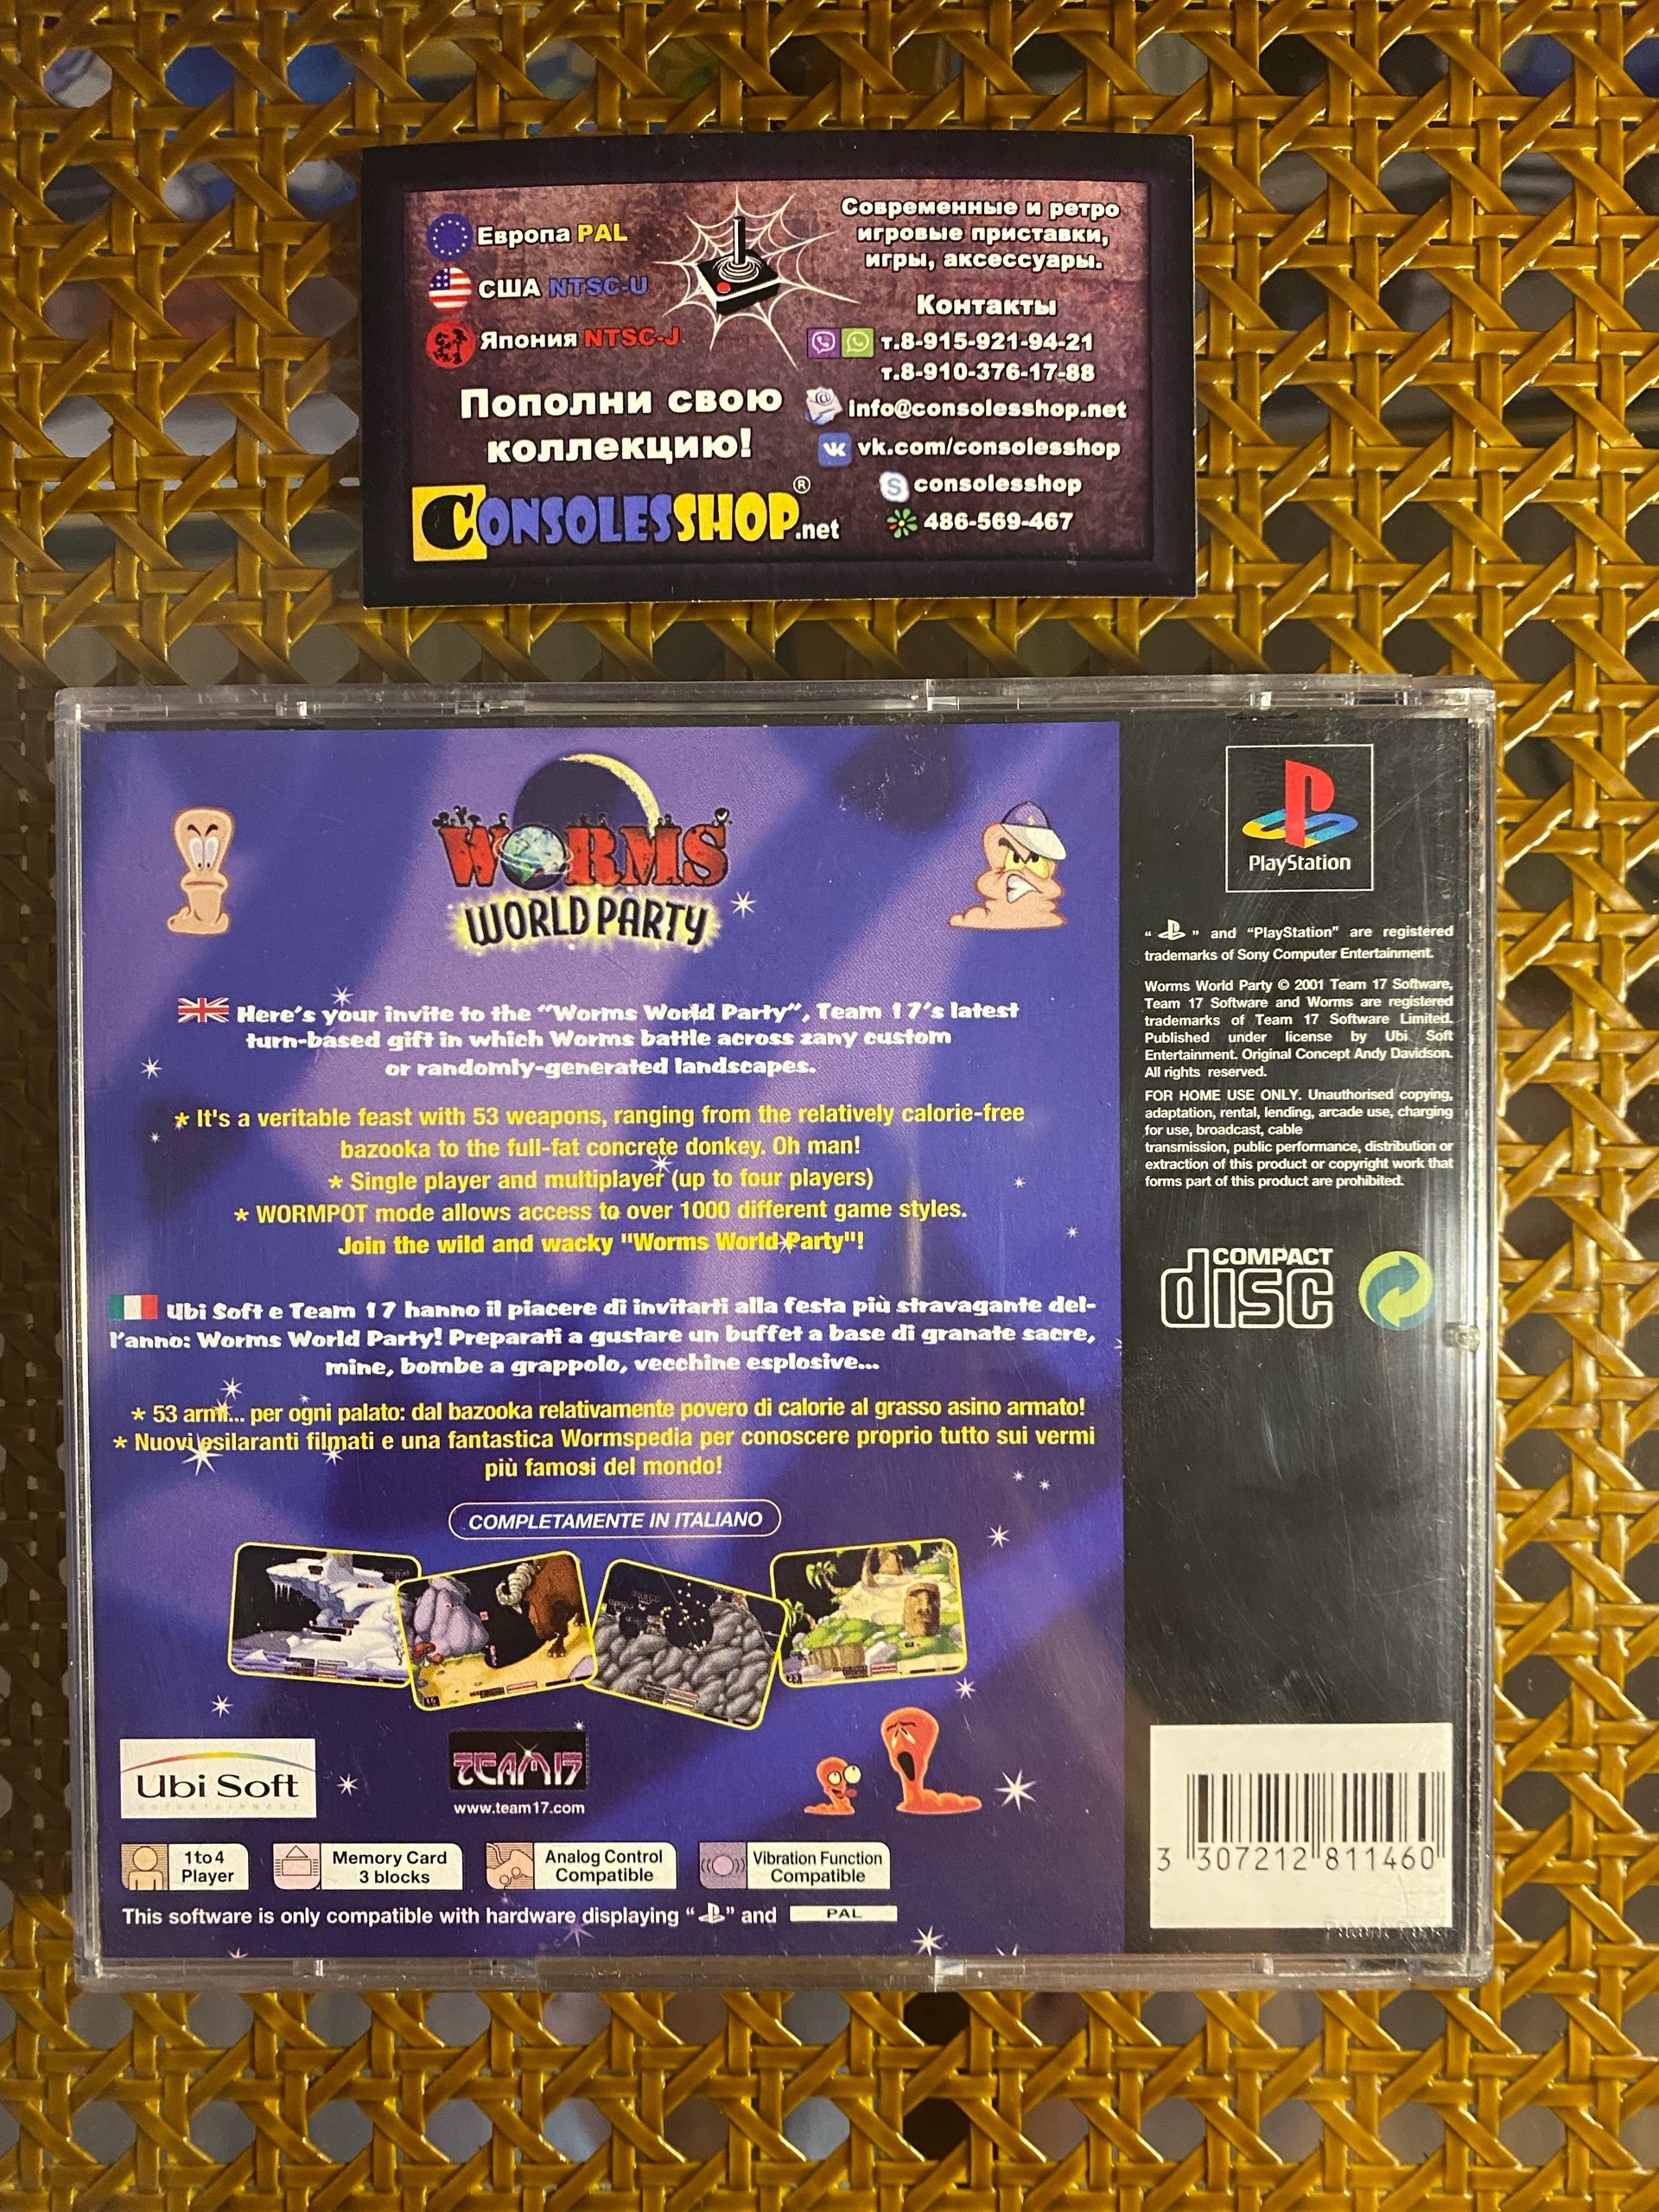 Европа PAL
США NTSC-U
Япония NTSC-J
Пополни свою
коллекцию!
CONSOLESSHOP.net
®
Современные и ретро
игровые приставки,
игры, аксессуары.
Контакты
т.8-915-921-94-21
т.8-910-376-17-88
info@consolesshop.net
vk.com/consolesshop
consolesshop
486-569-467
WORMS
WORLD PARTY
Here's your invite to the "Worms World Party", Team 17's latest
turn-based gift in which Worms battle across zany custom
or randomly-generated landscapes.
* It's a veritable feast with 53 weapons, ranging from the relatively calorie-free
bazooka to the full-fat concrete donkey. Oh man!
* Single player and multiplayer (up to four players)
* WORMPOT mode allows access to over 1000 different game styles.
Join the wild and wacky "Worms World Party"!
Ubi Soft e Team 17 hanno il piacere di invitarti alla festa più stravagante del-
l'anno: Worms World Party! Preparati a gustare un buffet a base di granate sacre,
mine, bombe a grappolo, vecchine esplosive...
* 53 armi... per ogni palato: dal bazooka relativamente povero di calorie al grasso asino armato!
* Nuovi esilaranti filmati e una fantastica Wormspedia per conoscere proprio tutto sui vermi
più famosi del mondo!
COMPLETAMENTE IN ITALIANO
Ubi Soft
ENTERTAINMENT
TEAM17
www.team17.com
1 to 4
Player
Memory Card
3 blocks
Analog Control
Compatible
Vibration Function
Compatible
This software is only compatible with hardware displaying " " and PAL
PlayStation
" " and "PlayStation" are registered
trademarks of Sony Computer Entertainment.
Worms World Party © 2001 Team 17 Software,
Team 17 Software and Worms are registered
trademarks of Team 17 Software Limited.
Published under license by Ubi Soft
Entertainment. Original Concept Andy Davidson.
All rights reserved.
FOR HOME USE ONLY. Unauthorised copying,
adaptation, rental, lending, arcade use, charging
for use, broadcast, cable
transmission, public performance, distribution or
extraction of this product or copyright work that
forms part of this product are prohibited.
COMPACT
disc
3 307212 811460